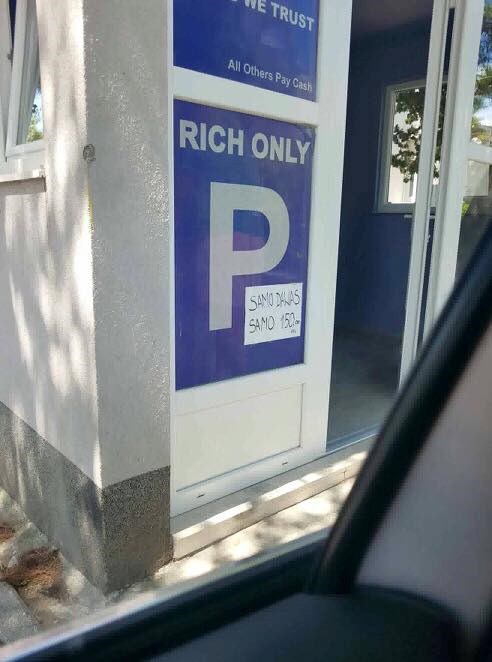 WE TRUST
All Others Pay Cash
RICH ONLY
P
SAMO DANAS
SAMO 150,-